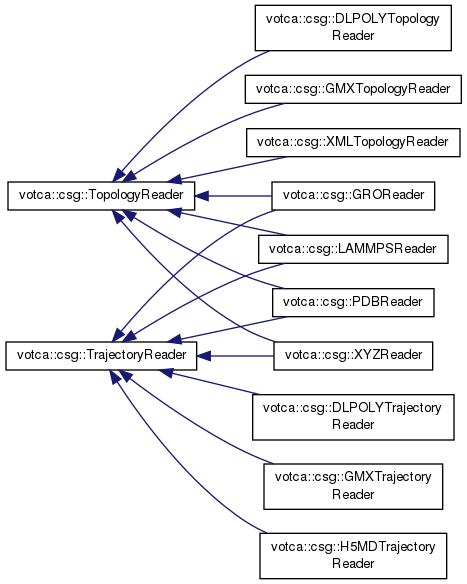 votca::csg::DLPOLYTopology
Reader
votca::csg::GMXTopologyReader
votca::csg::XMLTopologyReader
votca::csg::TopologyReader
votca::csg::GROReader
votca::csg::LAMMPSReader
votca::csg::PDBReader
votca::csg::TrajectoryReader
votca::csg::XYZReader
votca::csg::DLPOLYTrajectory
Reader
votca::csg::GMXTrajectory
Reader
votca::csg::H5MDTrajectory
Reader